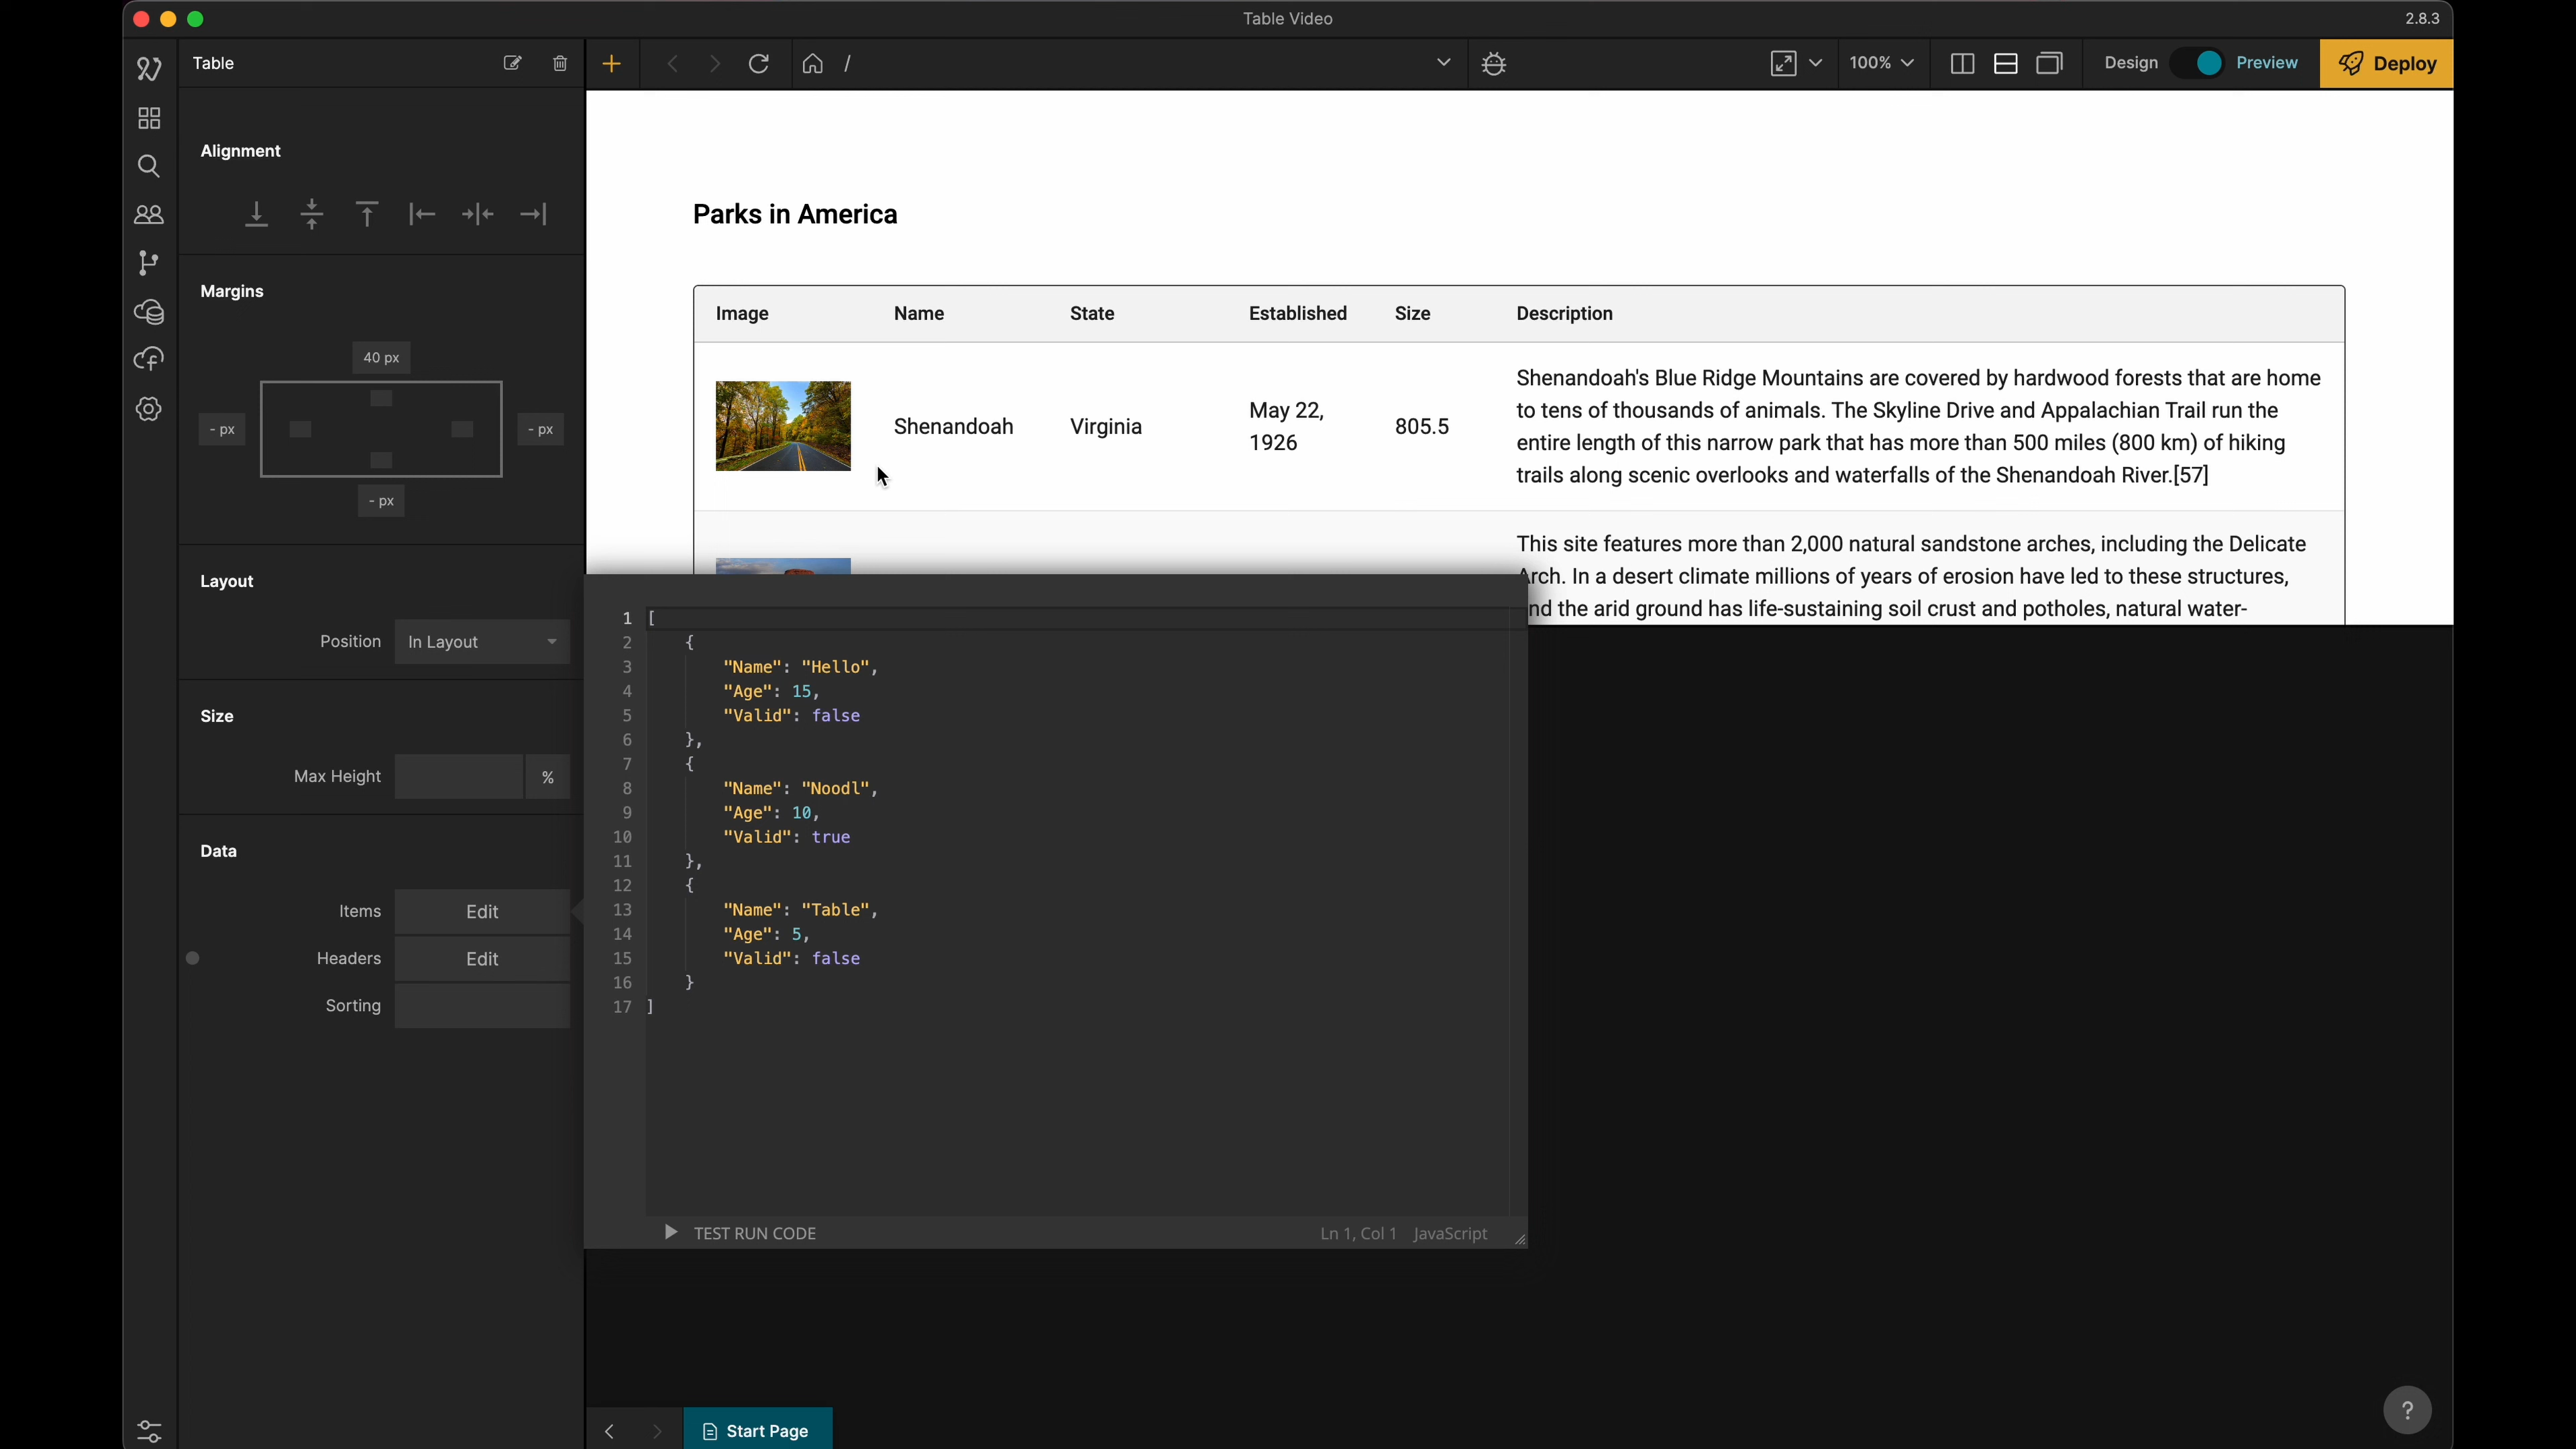 Table Video
2.8.3
Table
/
100%
Design
Preview
Deploy
Alignment
Margins
40 px
- px
- px
- px
Layout
Position
In Layout
Size
Max Height
%
Data
Items
Edit
Headers
Edit
Sorting
Parks in America
Image
Name
State
Established
Size
Description
Shenandoah
Virginia
May 22,
1926
805.5
Shenandoah's Blue Ridge Mountains are covered by hardwood forests that are home
to tens of thousands of animals. The Skyline Drive and Appalachian Trail run the
entire length of this narrow park that has more than 500 miles (800 km) of hiking
trails along scenic overlooks and waterfalls of the Shenandoah River.[57]
This site features more than 2,000 natural sandstone arches, including the Delicate
Arch. In a desert climate millions of years of erosion have led to these structures,
and the arid ground has life-sustaining soil crust and potholes, natural water-
1 [
2 {
3 "Name": "Hello",
4 "Age": 15,
5 "Valid": false
6 },
7 {
8 "Name": "Noodl",
9 "Age": 10,
10 "Valid": true
11 },
12 {
13 "Name": "Table",
14 "Age": 5,
15 "Valid": false
16 }
17 ]
TEST RUN CODE
Ln 1, Col 1 JavaScript
Start Page
?